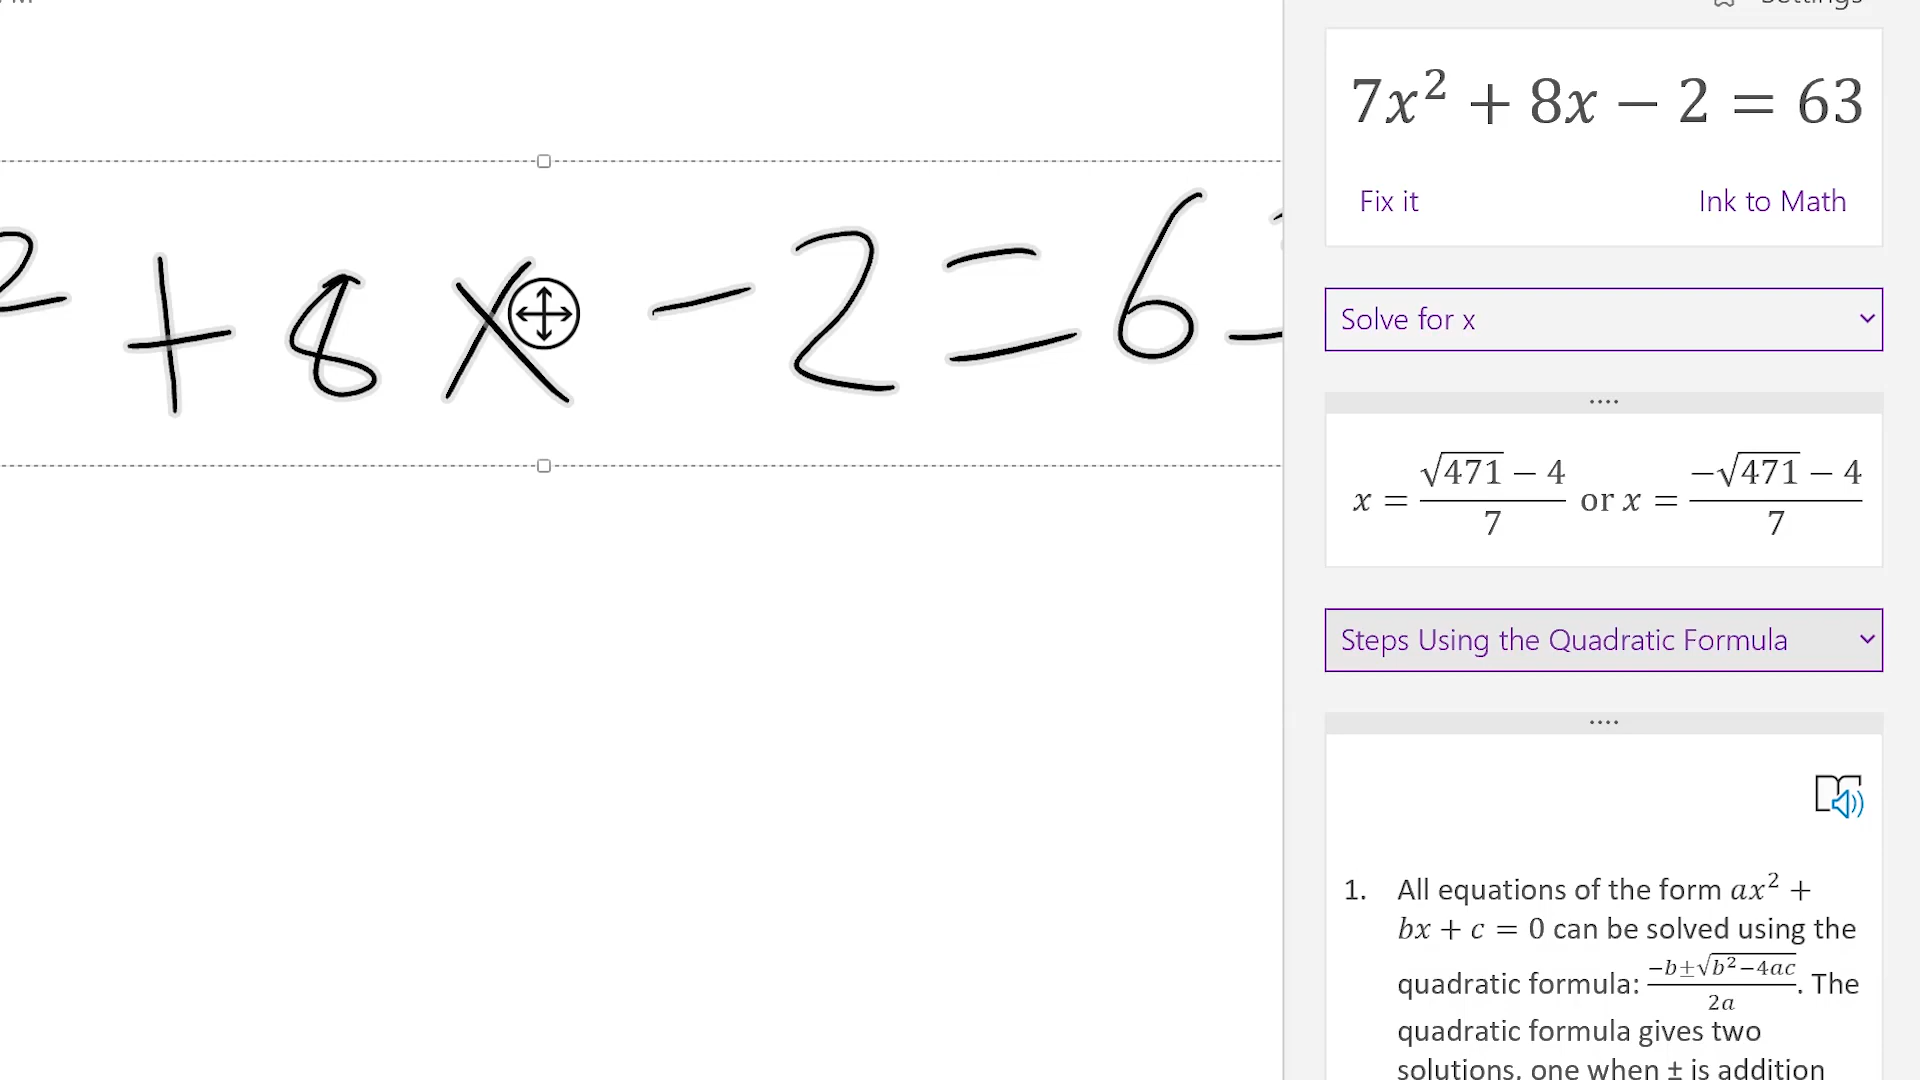 Settings
7x² + 8x − 2 = 63
Fix it
Ink to Math
² + 8x − 2 = 6
Solve for x
x = (√471 − 4)/7 or x = (−√471 − 4)/7
Steps Using the Quadratic Formula
1. All equations of the form ax² +
bx + c = 0 can be solved using the
quadratic formula: (−b±√(b²−4ac))/(2a). The
quadratic formula gives two
solutions, one when ± is addition